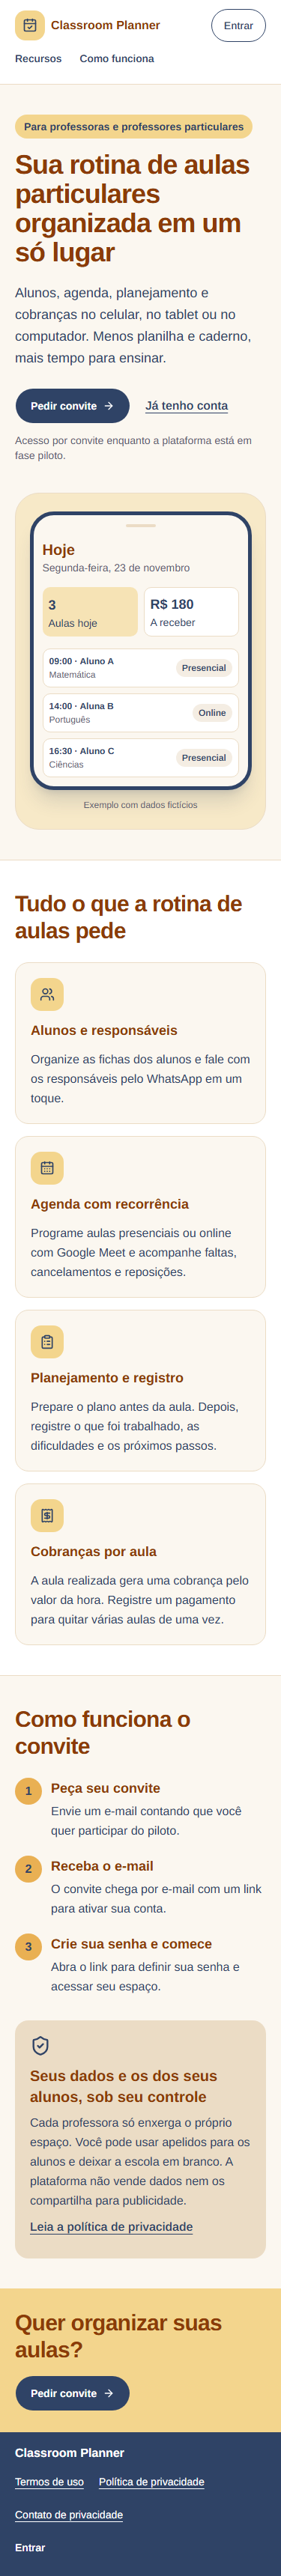 Classroom Planner
Entrar
Recursos Como funciona
Para professoras e professores particulares
Sua rotina de aulas
particulares
organizada em um
só lugar
Alunos, agenda, planejamento e
cobranças no celular, no tablet ou no
computador. Menos planilha e caderno,
mais tempo para ensinar.
Pedir convite → Já tenho conta
Acesso por convite enquanto a plataforma está em
fase piloto.
Hoje
Segunda-feira, 23 de novembro
3
Aulas hoje
R$ 180
A receber
09:00 · Aluno A
Matemática
Presencial
14:00 · Aluna B
Português
Online
16:30 · Aluno C
Ciências
Presencial
Exemplo com dados fictícios
Tudo o que a rotina de
aulas pede
Alunos e responsáveis
Organize as fichas dos alunos e fale com
os responsáveis pelo WhatsApp em um
toque.
Agenda com recorrência
Programe aulas presenciais ou online
com Google Meet e acompanhe faltas,
cancelamentos e reposições.
Planejamento e registro
Prepare o plano antes da aula. Depois,
registre o que foi trabalhado, as
dificuldades e os próximos passos.
Cobranças por aula
A aula realizada gera uma cobrança pelo
valor da hora. Registre um pagamento
para quitar várias aulas de uma vez.
Como funciona o
convite
1
Peça seu convite
Envie um e-mail contando que você
quer participar do piloto.
2
Receba o e-mail
O convite chega por e-mail com um link
para ativar sua conta.
3
Crie sua senha e comece
Abra o link para definir sua senha e
acessar seu espaço.
Seus dados e os dos seus
alunos, sob seu controle
Cada professora só enxerga o próprio
espaço. Você pode usar apelidos para os
alunos e deixar a escola em branco. A
plataforma não vende dados nem os
compartilha para publicidade.
Leia a política de privacidade
Quer organizar suas
aulas?
Pedir convite →
Classroom Planner
Termos de uso Política de privacidade
Contato de privacidade
Entrar